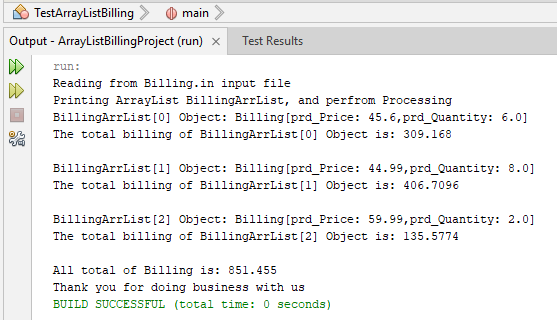 TestArrayListBilling main
Output - ArrayListBillingProject (run) × Test Results
run:
Reading from Billing.in input file
Printing ArrayList BillingArrList, and perfrom Processing
BillingArrList[0] Object: Billing[prd_Price: 45.6,prd_Quantity: 6.0]
The total billing of BillingArrList[0] Object is: 309.168
BillingArrList[1] Object: Billing[prd_Price: 44.99,prd_Quantity: 8.0]
The total billing of BillingArrList[1] Object is: 406.7096
BillingArrList[2] Object: Billing[prd_Price: 59.99,prd_Quantity: 2.0]
The total billing of BillingArrList[2] Object is: 135.5774
All total of Billing is: 851.455
Thank you for doing business with us
BUILD SUCCESSFUL (total time: 0 seconds)